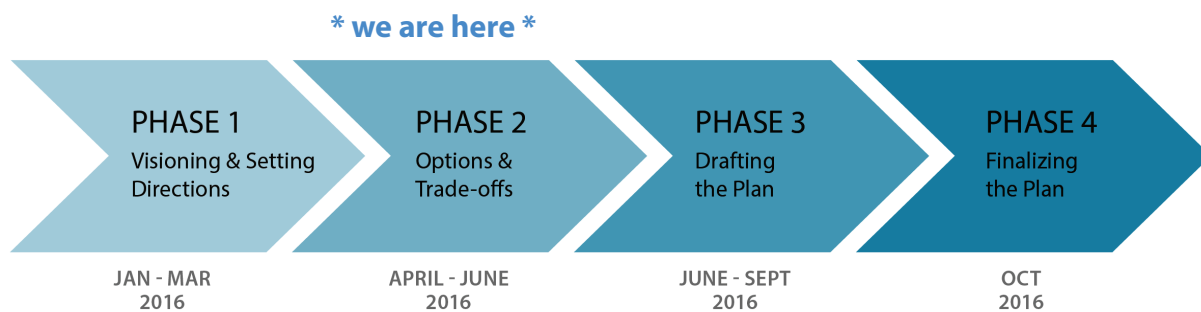 * we are here *
PHASE 1
Visioning & Setting
Directions
PHASE 2
Options &
Trade-offs
PHASE 3
Drafting
the Plan
PHASE 4
Finalizing
the Plan
JAN - MAR
2016
APRIL - JUNE
2016
JUNE - SEPT
2016
OCT
2016